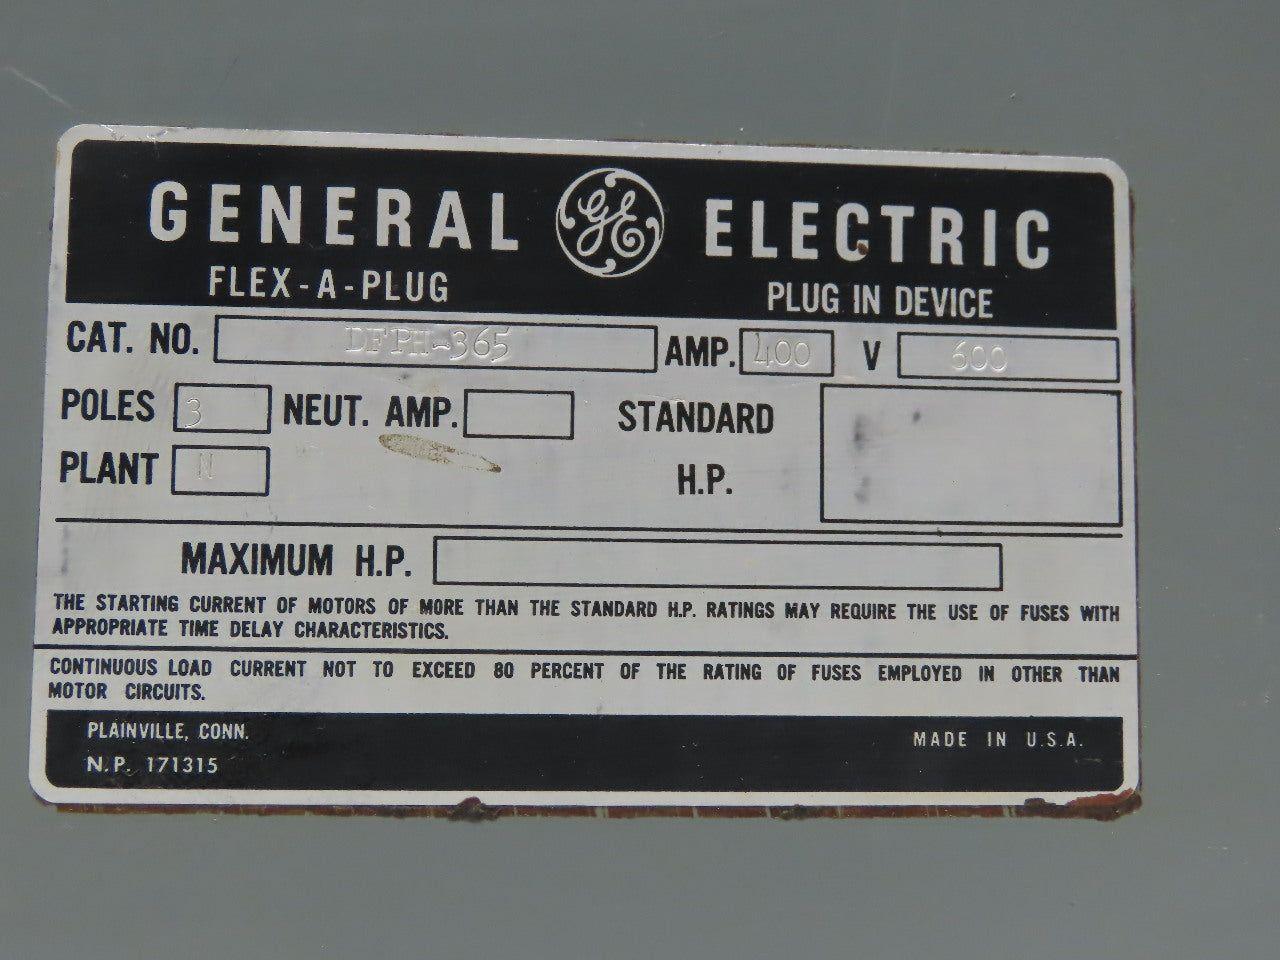 GENERAL GE ELECTRIC
FLEX-A-PLUG PLUG IN DEVICE
CAT. NO. DFPH-365 AMP. 400 V 600
POLES 3 NEUT. AMP. STANDARD
PLANT N H.P.
MAXIMUM H.P.
THE STARTING CURRENT OF MOTORS OF MORE THAN THE STANDARD H.P. RATINGS MAY REQUIRE THE USE OF FUSES WITH
APPROPRIATE TIME DELAY CHARACTERISTICS.
CONTINUOUS LOAD CURRENT NOT TO EXCEED 80 PERCENT OF THE RATING OF FUSES EMPLOYED IN OTHER THAN
MOTOR CIRCUITS.
PLAINVILLE, CONN. MADE IN U.S.A.
N.P. 171315